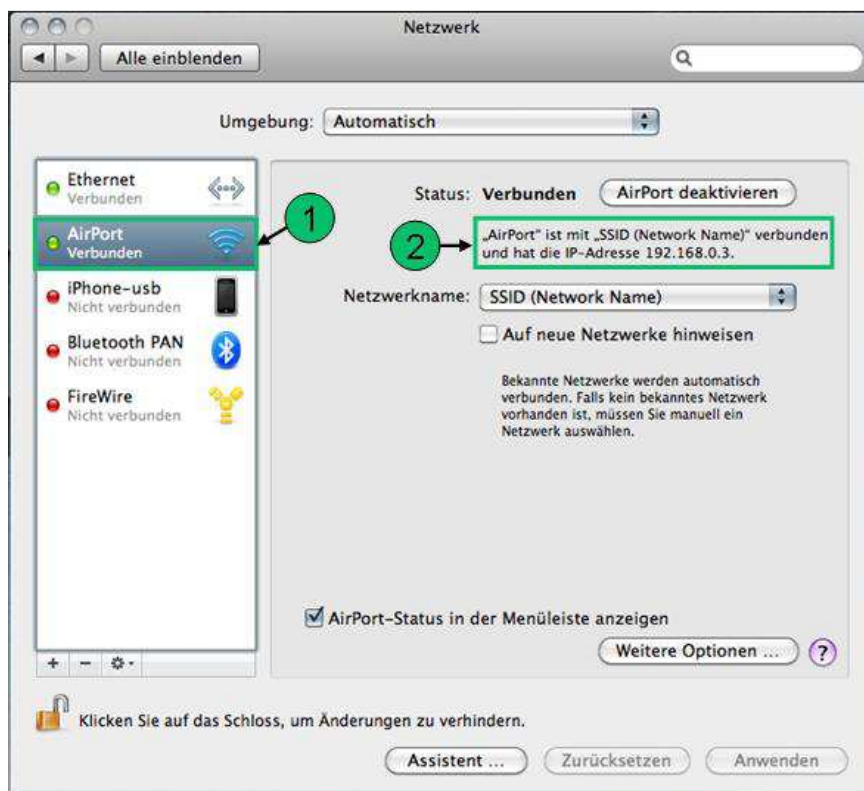 Netzwerk
Alle einblenden
Umgebung: Automatisch
Ethernet
Verbunden
AirPort
Verbunden
iPhone-usb
Nicht verbunden
Bluetooth PAN
Nicht verbunden
FireWire
Nicht verbunden
1
Status: Verbunden AirPort deaktivieren
2
„AirPort" ist mit „SSID (Network Name)" verbunden
und hat die IP-Adresse 192.168.0.3.
Netzwerkname: SSID (Network Name)
Auf neue Netzwerke hinweisen
Bekannte Netzwerke werden automatisch
verbunden. Falls kein bekanntes Netzwerk
vorhanden ist, müssen Sie manuell ein
Netzwerk auswählen.
AirPort-Status in der Menüleiste anzeigen
Weitere Optionen ... ?
Klicken Sie auf das Schloss, um Änderungen zu verhindern.
Assistent ... Zurücksetzen Anwenden